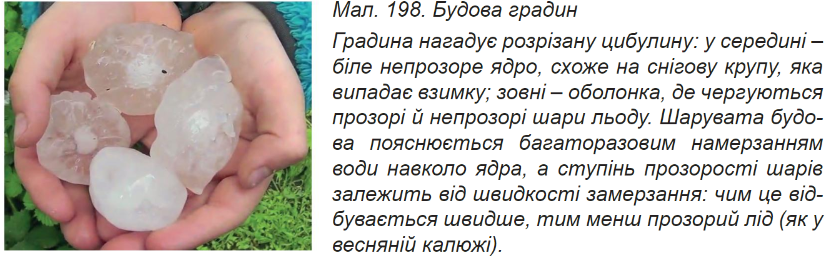 Мал. 198. Будова градин
Градина нагадує розрізану цибулину: у середині –
біле непрозоре ядро, схоже на снігову крупу, яка
випадає взимку; зовні – оболонка, де чергуються
прозорі й непрозорі шари льоду. Шарувата будо-
ва пояснюється багаторазовим намерзанням
води навколо ядра, а ступінь прозорості шарів
залежить від швидкості замерзання: чим це від-
бувається швидше, тим менш прозорий лід (як у
весняній калюжі).